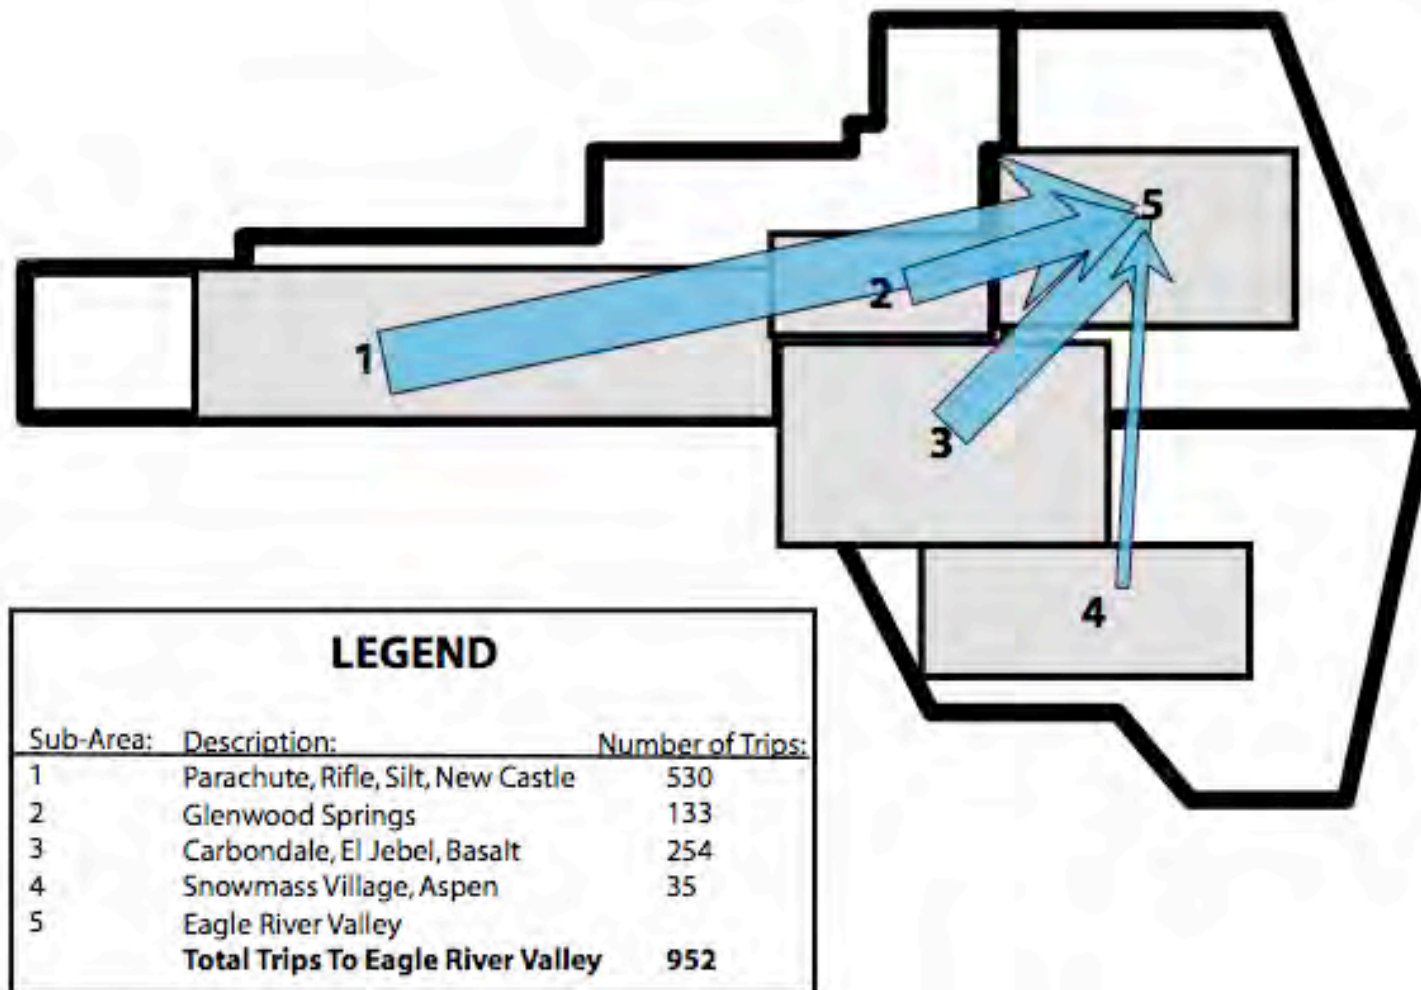 5
2
1
3
4
LEGEND
Sub-Area: Description: Number of Trips:
1 Parachute, Rifle, Silt, New Castle 530
2 Glenwood Springs 133
3 Carbondale, El Jebel, Basalt 254
4 Snowmass Village, Aspen 35
5 Eagle River Valley
Total Trips To Eagle River Valley 952